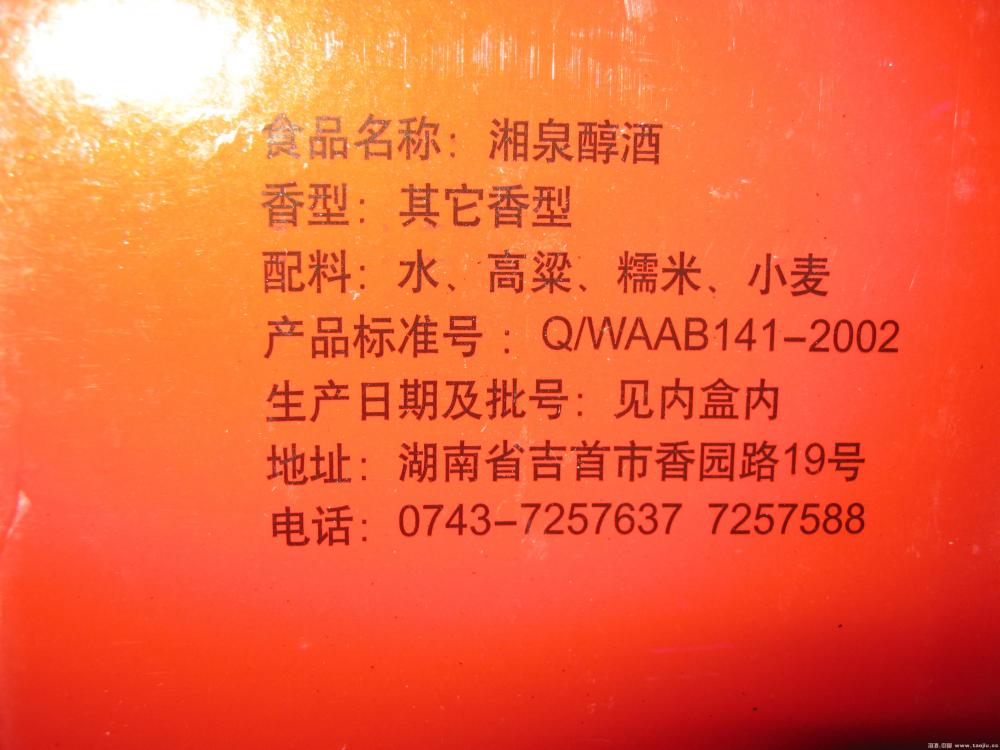 食品名称：湘泉醇酒
香型：其它香型
配料：水、高粱、糯米、小麦
产品标准号：Q/WAAB141-2002
生产日期及批号：见内盒内
地址：湖南省吉首市香园路19号
电话：0743-7257637 7257588
www.taojiu.cc